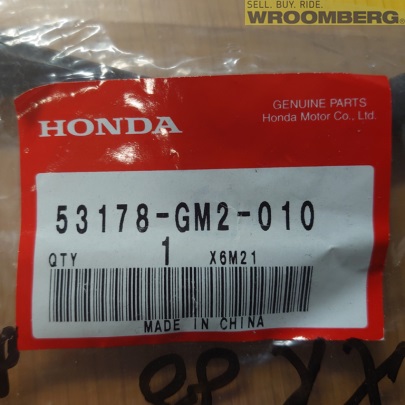 SELL. BUY. RIDE.
WROOMBERG
GENUINE PARTS
Honda Motor Co., Ltd.
HONDA
53178-GM2-010
QTY 1 X6M21
MADE IN CHINA